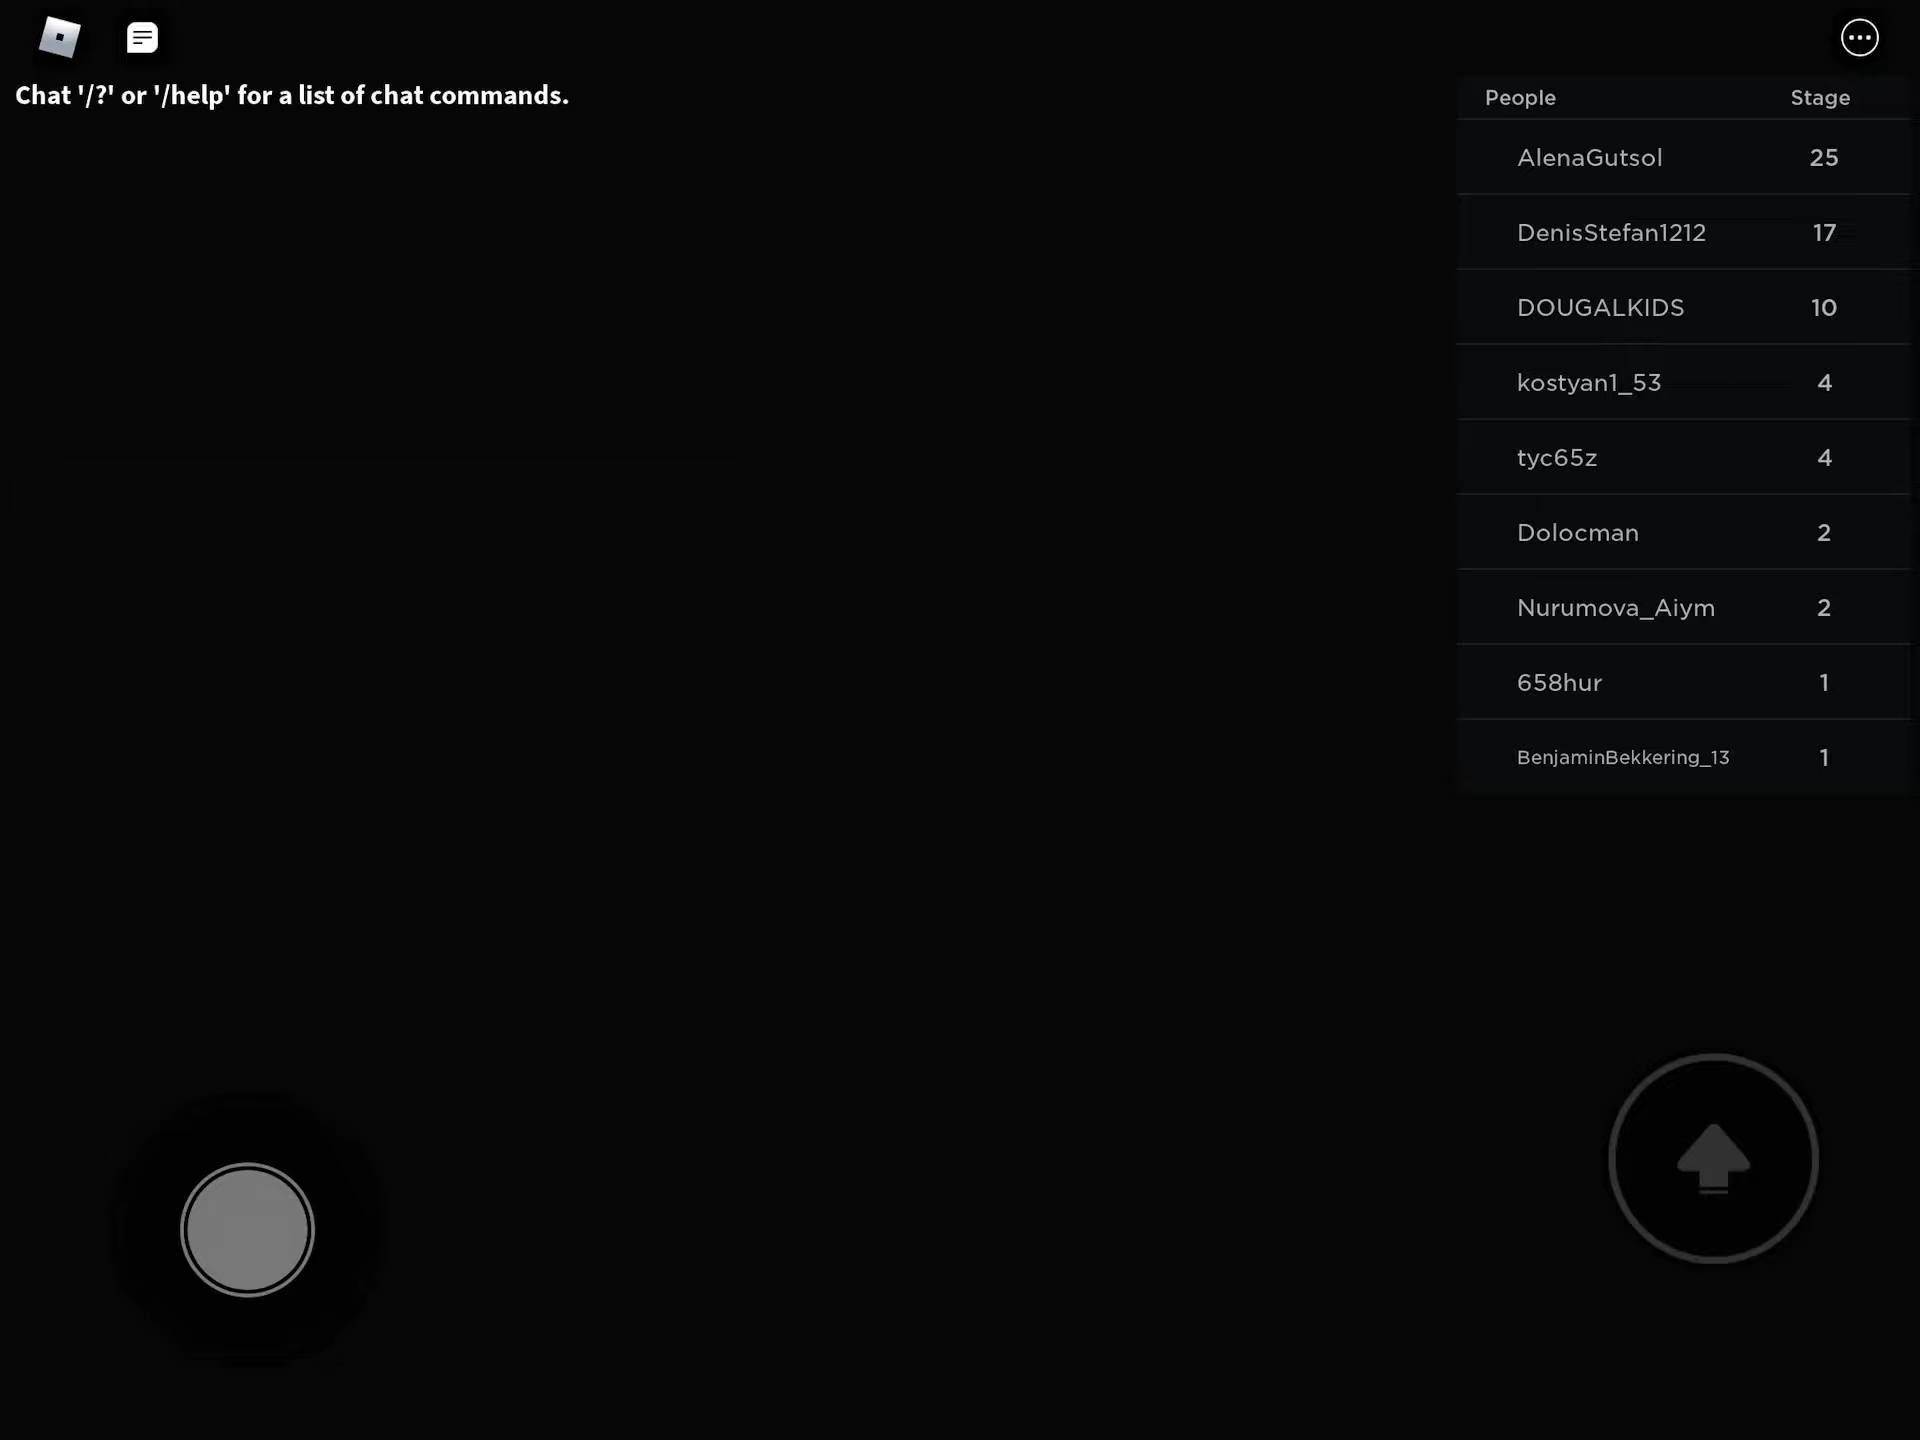 Chat '/?' or '/help' for a list of chat commands.
People Stage
AlenaGutsol 25
DenisStefan1212 17
DOUGALKIDS 10
kostyan1_53 4
tyc65z 4
Dolocman 2
Nurumova_Aiym 2
658hur 1
BenjaminBekkering_13 1